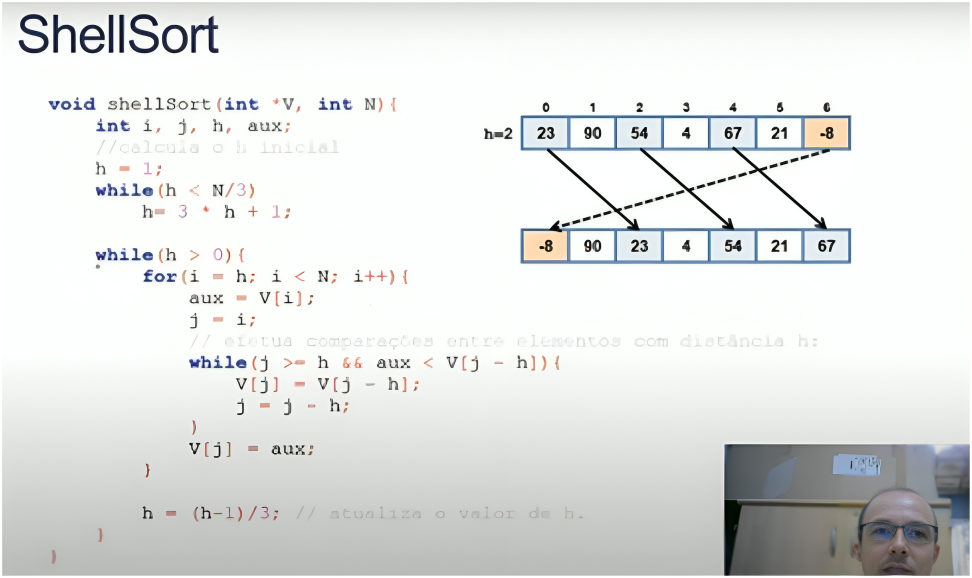 ShellSort
void shellSort(int *V, int N){
int i, j, h, aux;
//calcula o h inicial
h = 1;
while(h < N/3)
h= 3 * h + 1;
while(h > 0){
for(i = h; i < N; i++){
aux = V[i];
j = i;
// efetua comparações entre elementos com distância h:
while(j >= h && aux < V[j - h]){
V[j] = V[j - h];
j = j - h;
}
V[j] = aux;
}
h = (h-1)/3; // atualiza o valor de h.
}
}
0 1 2 3 4 5 6
h=2 23 90 54 4 67 21 -8
-8 90 23 4 54 21 67